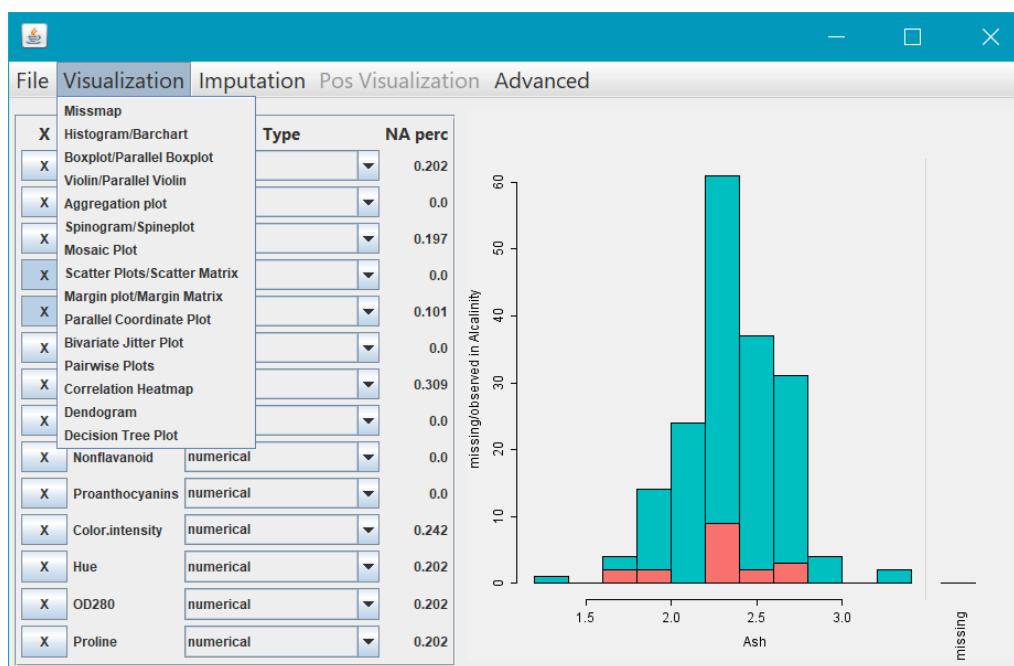 File Visualization Imputation Pos Visualization Advanced
Missmap
Histogram/Barchart
Boxplot/Parallel Boxplot
Violin/Parallel Violin
Aggregation plot
Spinogram/Spineplot
Mosaic Plot
Scatter Plots/Scatter Matrix
Margin plot/Margin Matrix
Parallel Coordinate Plot
Bivariate Jitter Plot
Pairwise Plots
Correlation Heatmap
Dendogram
Decision Tree Plot
X Type NA perc
X 0.202
X 0.0
X 0.197
X 0.0
X 0.101
X 0.0
X 0.309
X 0.0
X Nonflavanoid numerical 0.0
X Proanthocyanins numerical 0.0
X Color.intensity numerical 0.242
X Hue numerical 0.202
X OD280 numerical 0.202
X Proline numerical 0.202
missing/observed in Alcalinity
60
50
40
30
20
10
0
1.5 2.0 2.5 3.0
Ash
missing